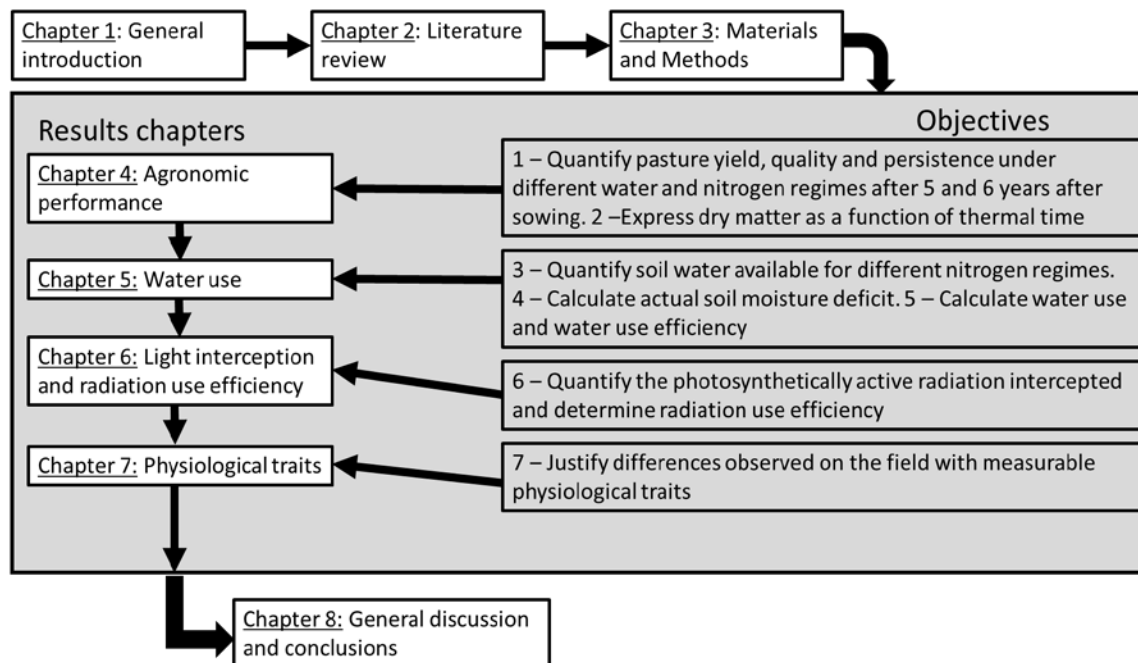 Chapter 1: General
introduction
Chapter 2: Literature
review
Chapter 3: Materials
and Methods
Results chapters
Objectives
Chapter 4: Agronomic
performance
1 – Quantify pasture yield, quality and persistence under
different water and nitrogen regimes after 5 and 6 years after
sowing. 2 –Express dry matter as a function of thermal time
Chapter 5: Water use
3 – Quantify soil water available for different nitrogen regimes.
4 – Calculate actual soil moisture deficit. 5 – Calculate water use
and water use efficiency
Chapter 6: Light interception
and radiation use efficiency
6 – Quantify the photosynthetically active radiation intercepted
and determine radiation use efficiency
Chapter 7: Physiological traits
7 – Justify differences observed on the field with measurable
physiological traits
Chapter 8: General discussion
and conclusions